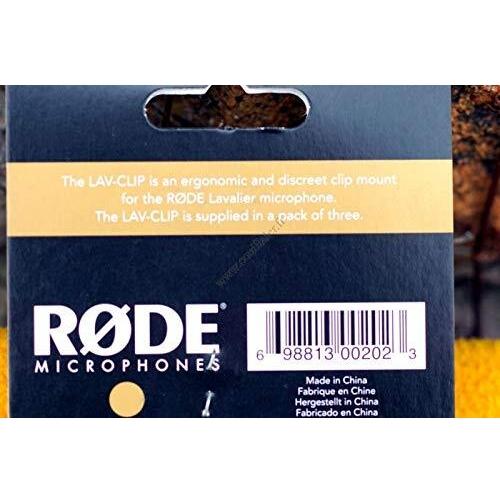 The LAV-CLIP is an ergonomic and discreet clip mount
for the RØDE Lavalier microphone.
The LAV-CLIP is supplied in a pack of three.
RØDE®
MICROPHONES
6 98813 00202 3
Made in China
Fabriqué en Chine
Hergestellt in China
Fabricado en China